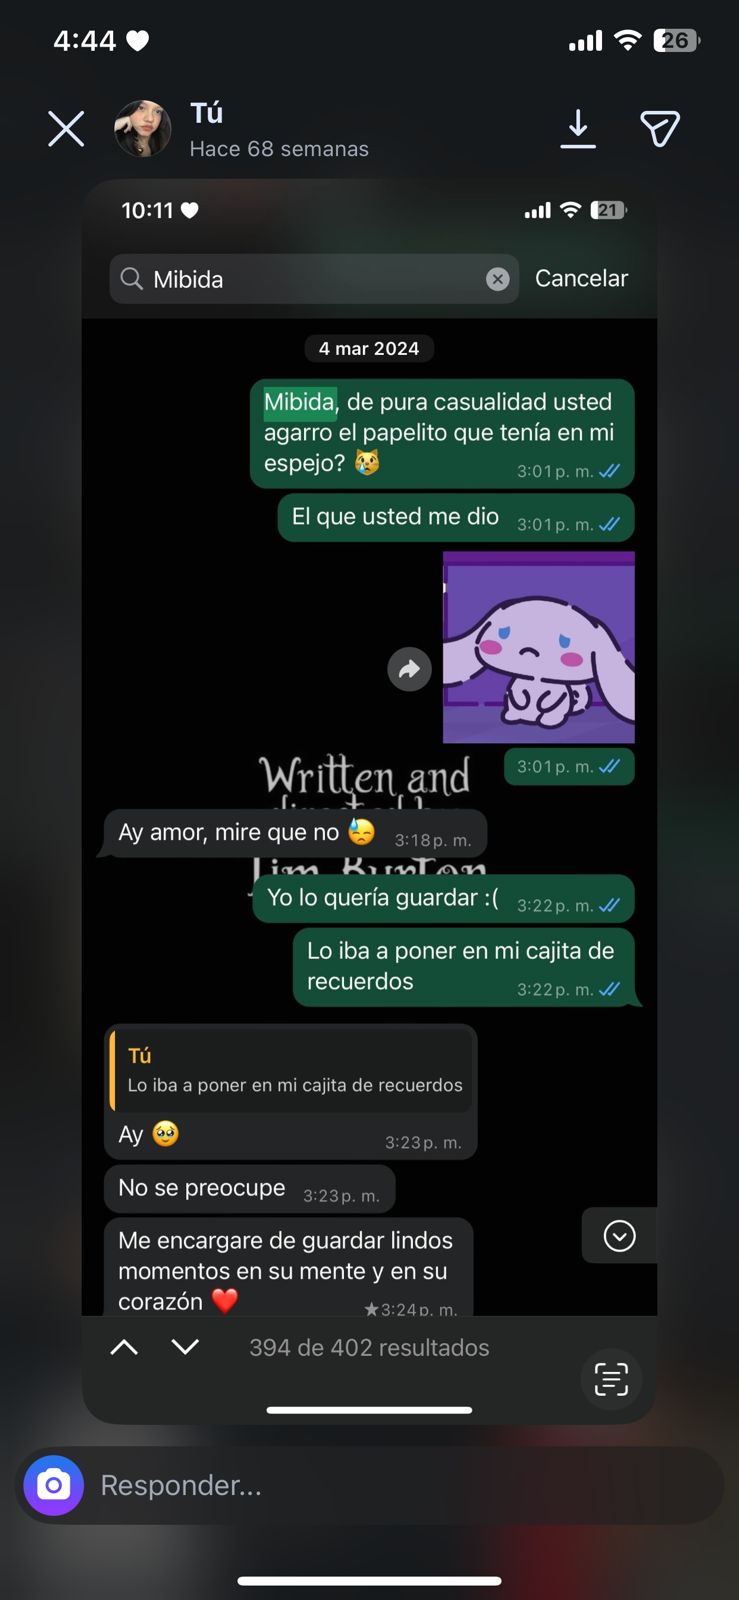 4:44
26
Tú
Hace 68 semanas
10:11
21
Mibida
Cancelar
4 mar 2024
Mibida, de pura casualidad usted
agarro el papelito que tenía en mi
espejo? 😿
3:01 p. m.
El que usted me dio
3:01 p. m.
3:01 p. m.
Written and
directed by
Ay amor, mire que no 😓
3:18 p. m.
Tim Burton
Yo lo quería guardar :(
3:22 p. m.
Lo iba a poner en mi cajita de
recuerdos
3:22 p. m.
Tú
Lo iba a poner en mi cajita de recuerdos
Ay 🥹
3:23 p. m.
No se preocupe
3:23 p. m.
Me encargare de guardar lindos
momentos en su mente y en su
corazón ❤️
★3:24 p. m.
394 de 402 resultados
Responder...